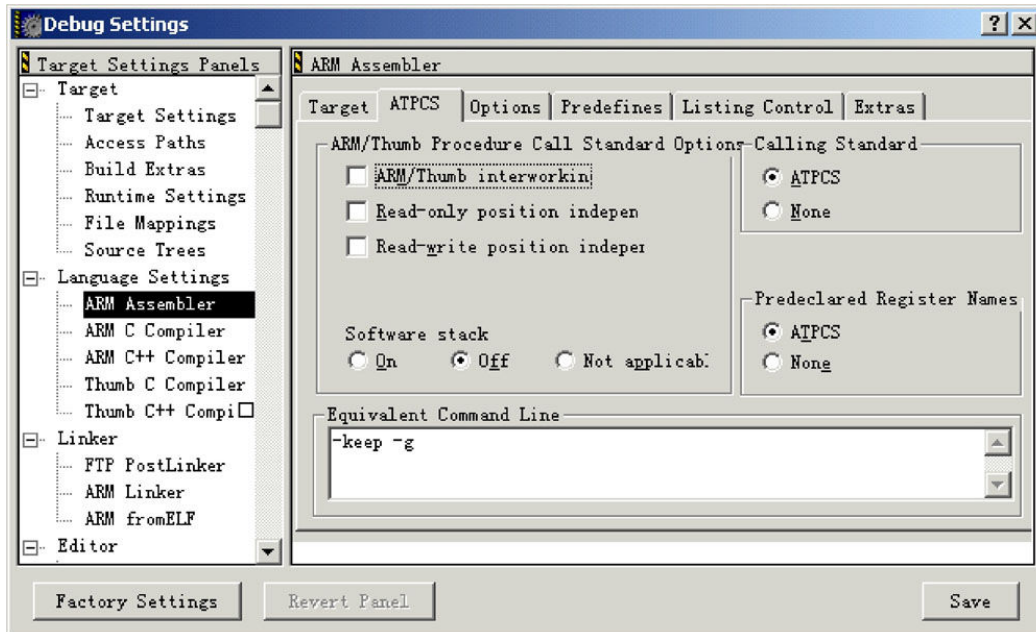 Debug Settings
Target Settings Panels
Target
Target Settings
Access Paths
Build Extras
Runtime Settings
File Mappings
Source Trees
Language Settings
ARM Assembler
ARM C Compiler
ARM C++ Compiler
Thumb C Compiler
Thumb C++ Compi
Linker
FTP PostLinker
ARM Linker
ARM fromELF
Editor
ARM Assembler
Target ATPCS Options Predefines Listing Control Extras
ARM/Thumb Procedure Call Standard Option
ARM/Thumb interworkin
Read-only position indepen
Read-write position indeper
Software stack
On Off Not applicabl
Calling Standard
ATPCS
None
Predeclared Register Names
ATPCS
None
Equivalent Command Line
-keep -g
Factory Settings Revert Panel Save